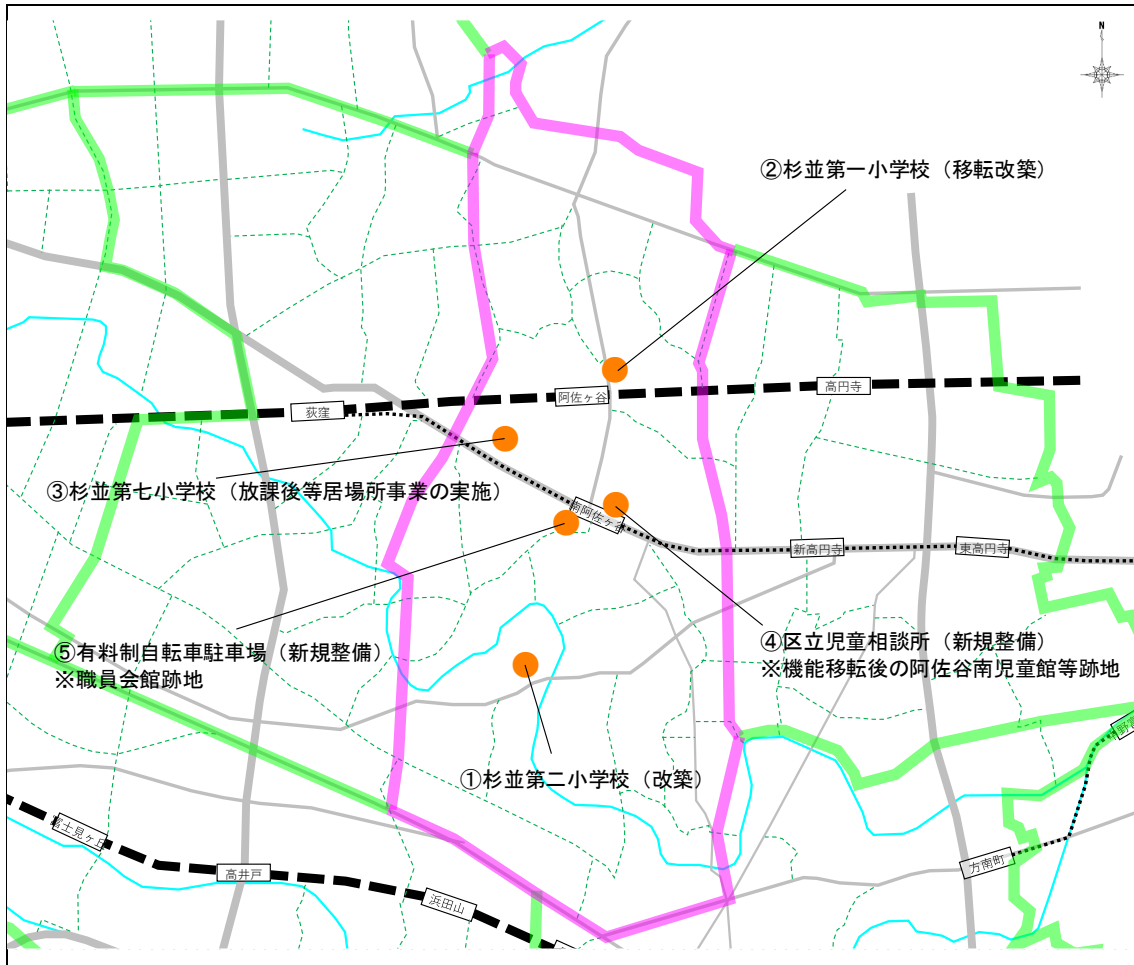 N
②杉並第一小学校（移転改築）
高円寺
阿佐ヶ谷
荻窪
③杉並第七小学校（放課後等居場所事業の実施）
南阿佐ヶ谷
新高円寺
東高円寺
⑤有料制自転車駐車場（新規整備）
※職員会館跡地
④区立児童相談所（新規整備）
※機能移転後の阿佐谷南児童館等跡地
①杉並第二小学校（改築）
富士見ヶ丘
高井戸
浜田山
方南町